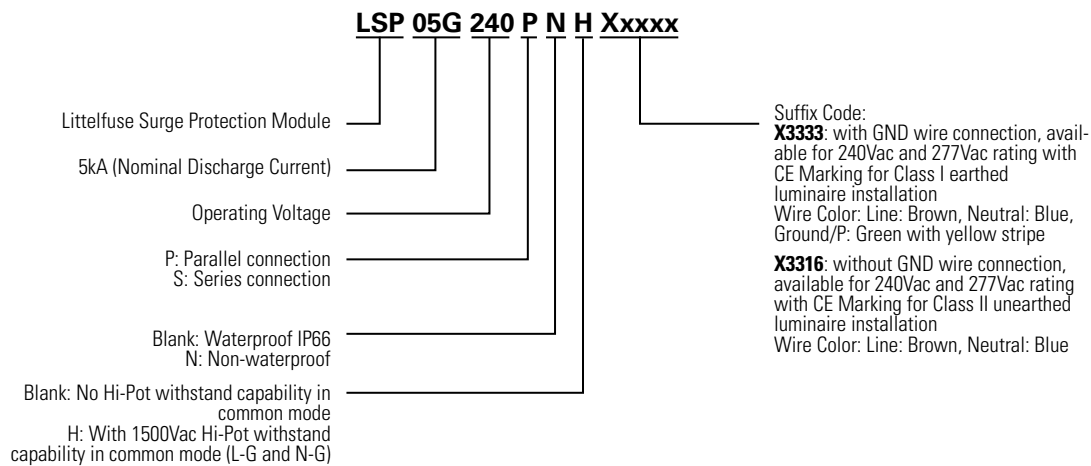 LSP 05G 240 P N H Xxxxx
Littelfuse Surge Protection Module
5kA (Nominal Discharge Current)
Operating Voltage
P: Parallel connection
S: Series connection
Blank: Waterproof IP66
N: Non-waterproof
Blank: No Hi-Pot withstand capability in
common mode
H: With 1500Vac Hi-Pot withstand
capability in common mode (L-G and N-G)
Suffix Code:
X3333: with GND wire connection, avail-
able for 240Vac and 277Vac rating with
CE Marking for Class I earthed
luminaire installation
Wire Color: Line: Brown, Neutral: Blue,
Ground/P: Green with yellow stripe
X3316: without GND wire connection,
available for 240Vac and 277Vac rating
with CE Marking for Class II unearthed
luminaire installation
Wire Color: Line: Brown, Neutral: Blue